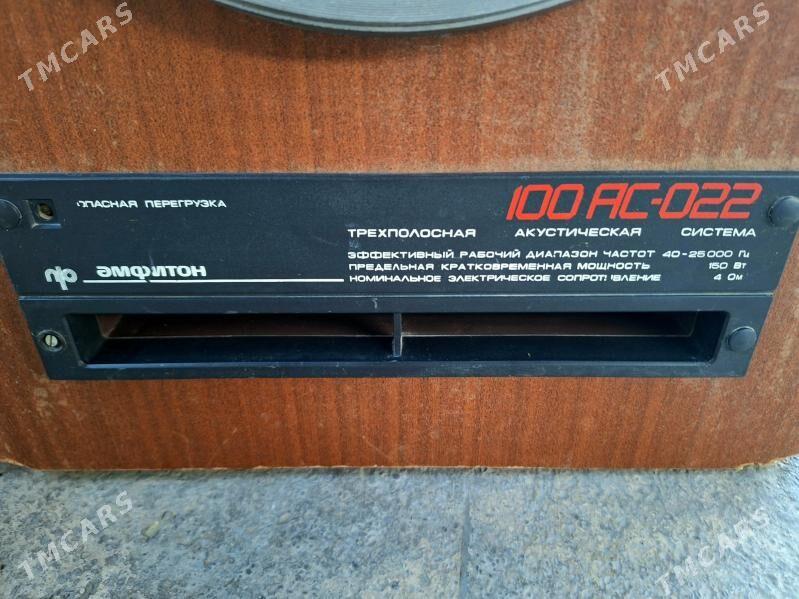 TMCARS TMCARS
ОПАСНАЯ ПЕРЕГРУЗКА
100 АС-022
ТРЕХПОЛОСНАЯ АКУСТИЧЕСКАЯ СИСТЕМА
ЭФФЕКТИВНЫЙ РАБОЧИЙ ДИАПАЗОН ЧАСТОТ 40-25000 Гц
ПРЕДЕЛЬНАЯ КРАТКОВРЕМЕННАЯ МОЩНОСТЬ 150 Вт
НОМИНАЛЬНОЕ ЭЛЕКТРИЧЕСКОЕ СОПРОТИВЛЕНИЕ 4 Ом
амфитон
TMCARS TMCARS